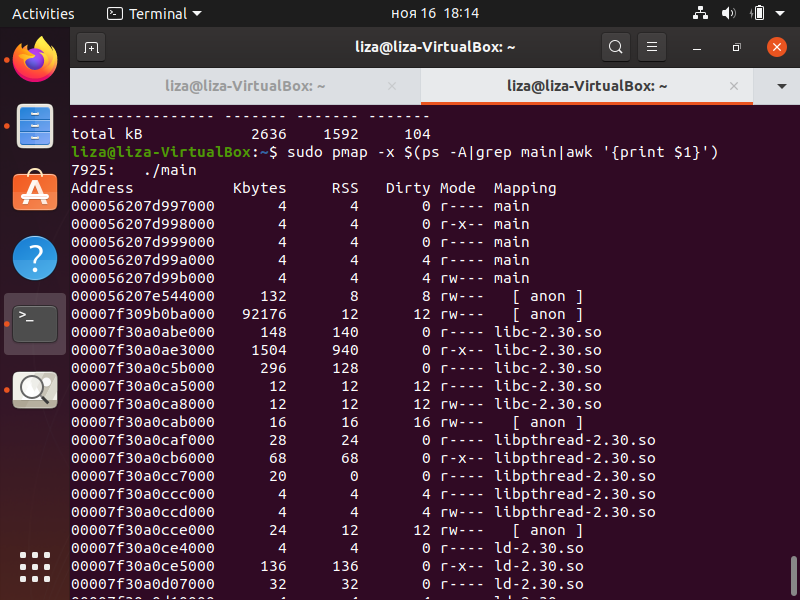 Activities Terminal ноя 16 18:14
liza@liza-VirtualBox: ~
liza@liza-VirtualBox: ~ × liza@liza-VirtualBox: ~ ×
--------------- ------- ------- -------
total kB 2636 1592 104
liza@liza-VirtualBox:~$ sudo pmap -x $(ps -A|grep main|awk '{print $1}')
7925: ./main
Address Kbytes RSS Dirty Mode Mapping
000056207d997000 4 4 0 r---- main
000056207d998000 4 4 0 r-x-- main
000056207d999000 4 4 0 r---- main
000056207d99a000 4 4 4 r---- main
000056207d99b000 4 4 4 rw--- main
000056207e544000 132 8 8 rw--- [ anon ]
00007f309b0ba000 92176 12 12 rw--- [ anon ]
00007f30a0abe000 148 140 0 r---- libc-2.30.so
00007f30a0ae3000 1504 940 0 r-x-- libc-2.30.so
00007f30a0c5b000 296 128 0 r---- libc-2.30.so
00007f30a0ca5000 12 12 12 r---- libc-2.30.so
00007f30a0ca8000 12 12 12 rw--- libc-2.30.so
00007f30a0cab000 16 16 16 rw--- [ anon ]
00007f30a0caf000 28 24 0 r---- libpthread-2.30.so
00007f30a0cb6000 68 68 0 r-x-- libpthread-2.30.so
00007f30a0cc7000 20 0 0 r---- libpthread-2.30.so
00007f30a0ccc000 4 4 4 r---- libpthread-2.30.so
00007f30a0ccd000 4 4 4 rw--- libpthread-2.30.so
00007f30a0cce000 24 12 12 rw--- [ anon ]
00007f30a0ce4000 4 4 0 r---- ld-2.30.so
00007f30a0ce5000 136 136 0 r-x-- ld-2.30.so
00007f30a0d07000 32 32 0 r---- ld-2.30.so